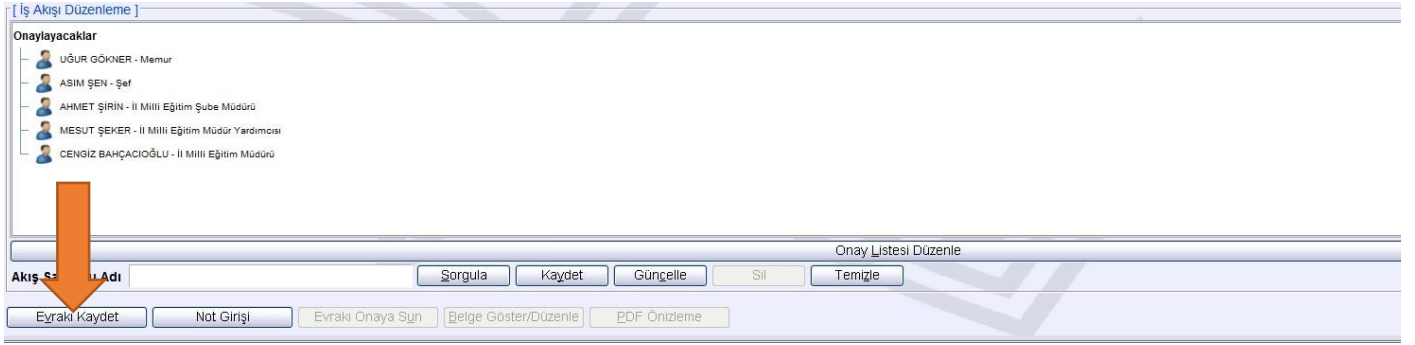 [ İş Akışı Düzenleme ]
Onaylayacaklar
UĞUR GÖKNER - Memur
ASIM ŞEN - Şef
AHMET ŞİRİN - İl Milli Eğitim Şube Müdürü
MESUT ŞEKER - İl Milli Eğitim Müdür Yardımcısı
CENGİZ BAHÇACIOĞLU - İl Milli Eğitim Müdürü
Onay Listesi Düzenle
Akış Adı Sorgula Kaydet Güncelle Sil Temizle
Evrakı Kaydet Not Girişi Evrakı Onaya Sun Belge Göster/Düzenle PDF Önizleme